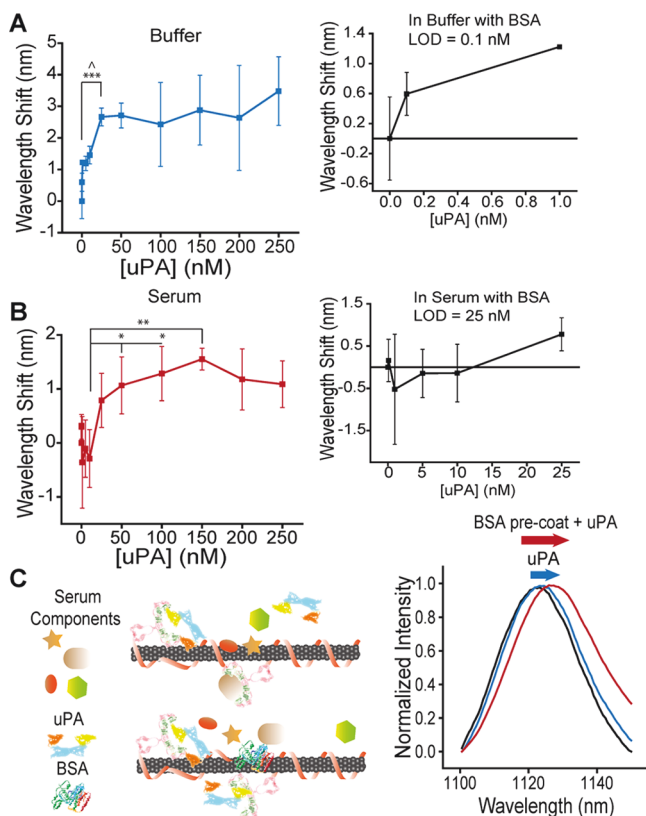 A
Buffer
^
***
Wavelength Shift (nm)
5
4
3
2
1
0
-1
0 50 100 150 200 250
[uPA] (nM)
In Buffer with BSA
LOD = 0.1 nM
Wavelength Shift (nm)
1.4
1.0
0.6
0.2
-0.2
-0.6
0.0 0.2 0.4 0.6 0.8 1.0
[uPA] (nM)
B
Serum
**
* *
Wavelength Shift (nm)
2
1
0
-1
0 50 100 150 200 250
[uPA] (nM)
In Serum with BSA
LOD = 25 nM
Wavelength Shift (nm)
1.5
0.5
-0.5
-1.5
0 5 10 15 20 25
[uPA] (nM)
C
Serum
Components
uPA
BSA
BSA pre-coat + uPA
uPA
Normalized Intensity
1.0
0.8
0.6
0.4
0.2
0.0
1100 1120 1140
Wavelength (nm)